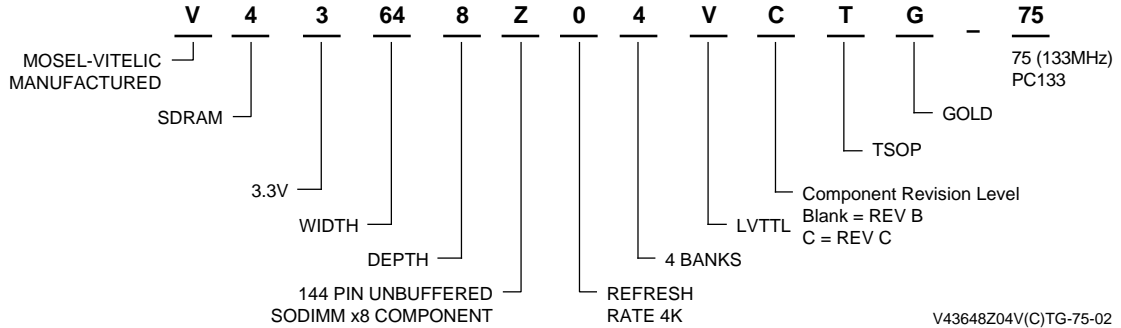 V 4 3 64 8 Z 0 4 V C T G – 75
MOSEL-VITELIC
MANUFACTURED
75 (133MHz)
PC133
SDRAM
GOLD
TSOP
3.3V
Component Revision Level
Blank = REV B
C = REV C
WIDTH
LVTTL
DEPTH
4 BANKS
144 PIN UNBUFFERED
SODIMM x8 COMPONENT
REFRESH
RATE 4K
V43648Z04V(C)TG-75-02